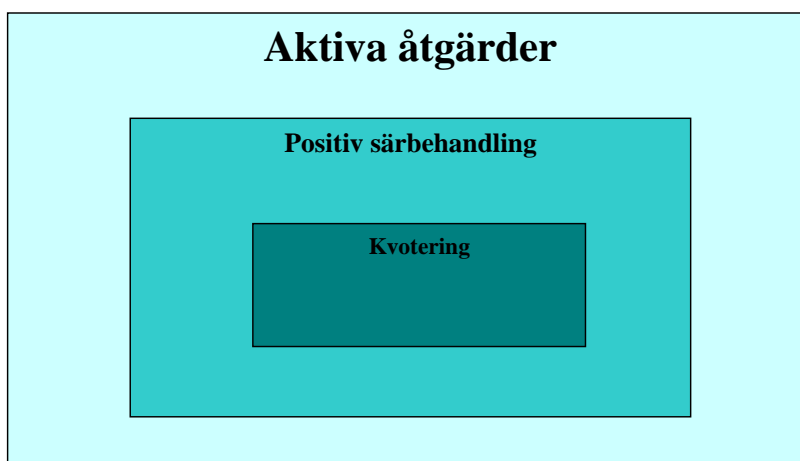 Aktiva åtgärder
Positiv särbehandling
Kvotering